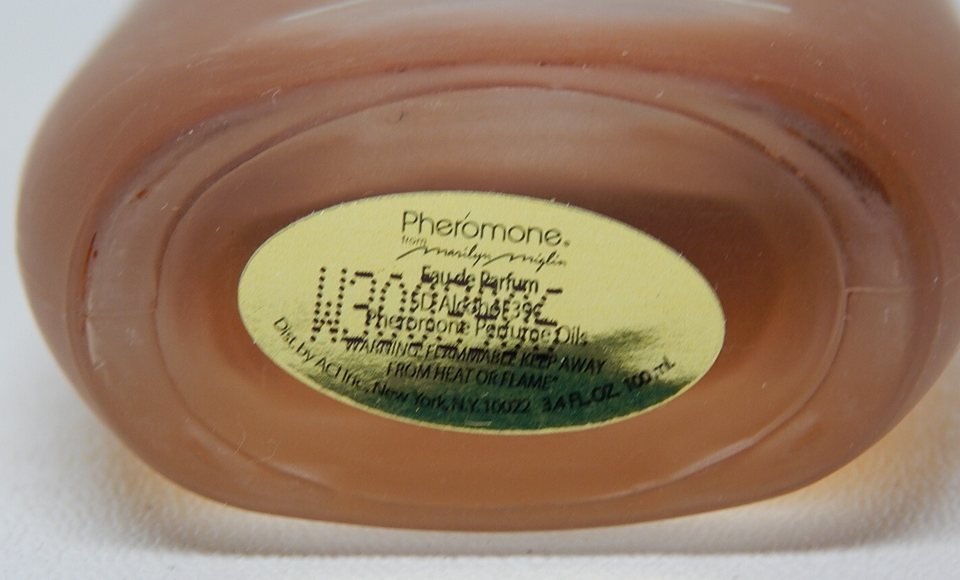 Pheromone
from
marilyn miglin
Eau de Parfum
SD Alcohol 39C
Pheromone Perfume Oils
WARNING: FLAMMABLE KEEP AWAY
FROM HEAT OR FLAME
Dist. by ACI Inc., New York, N.Y. 10022 3.4 FL.OZ. 100 mL